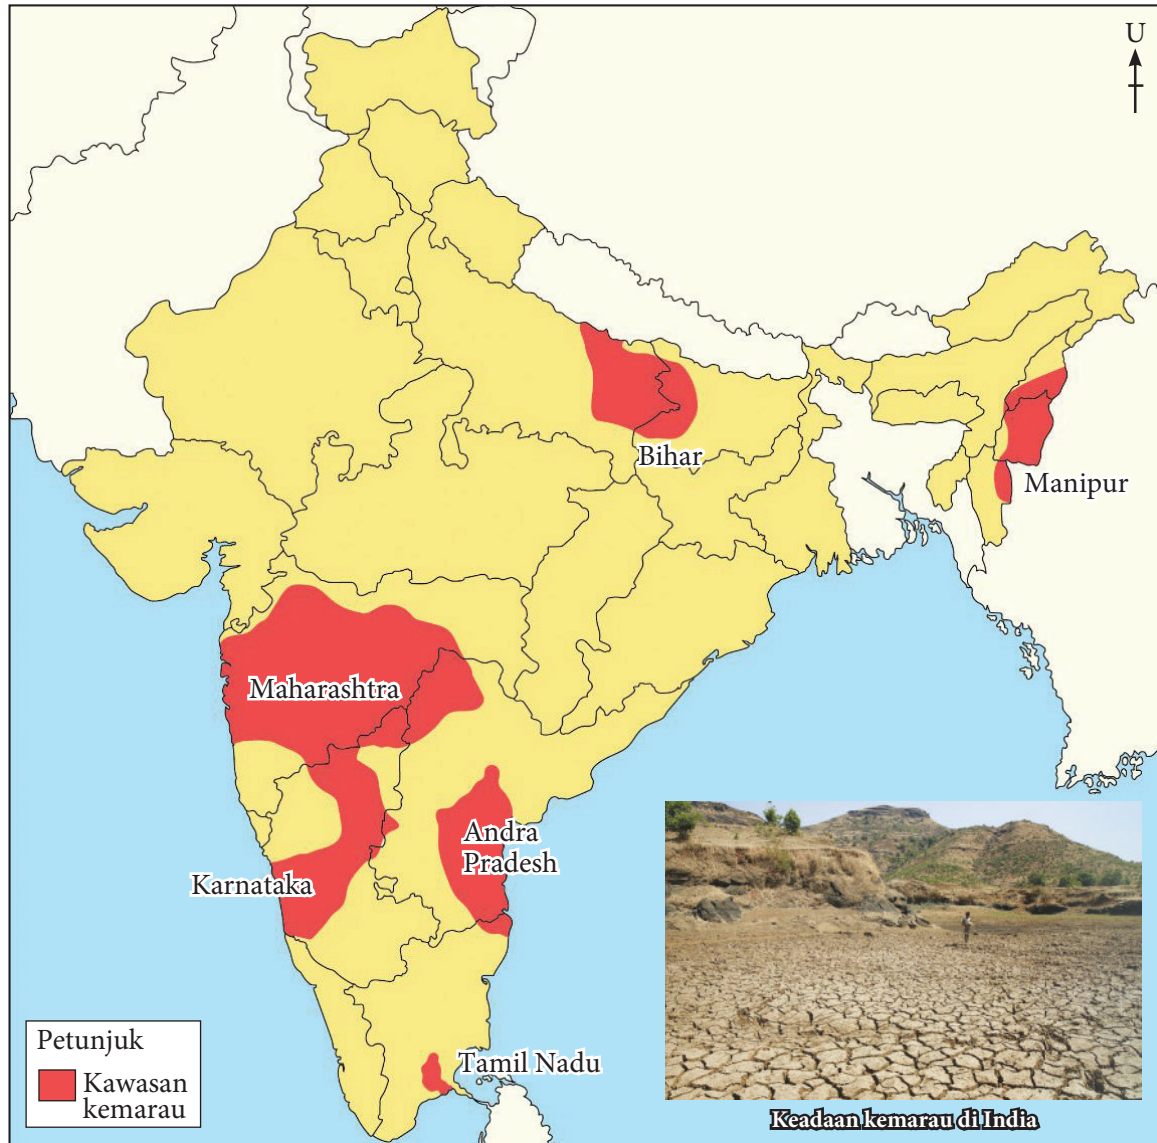 U
Bihar
Manipur
Maharashtra
Andra
Pradesh
Karnataka
Tamil Nadu
Petunjuk
Kawasan
kemarau
Keadaan kemarau di India